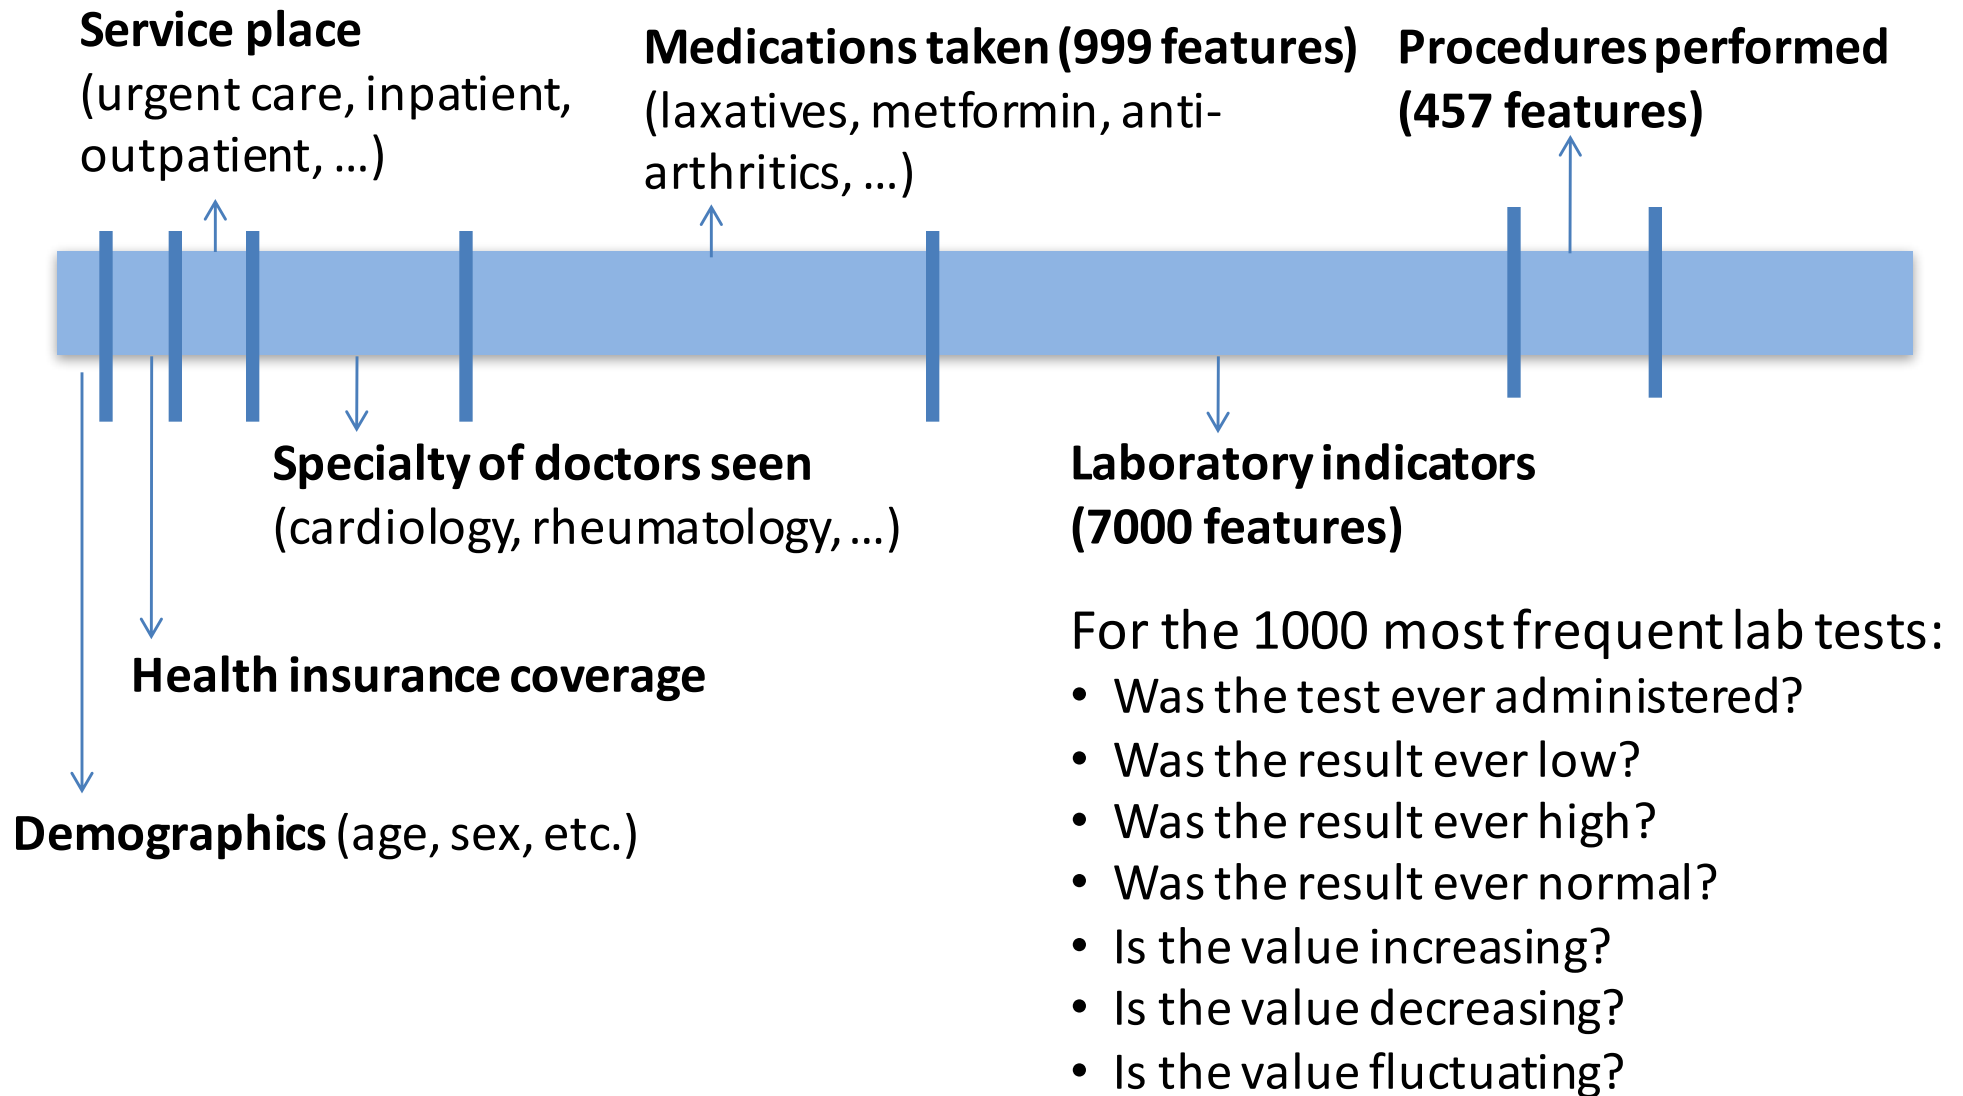 Service place
(urgent care, inpatient,
outpatient, …)
Medications taken (999 features)
(laxatives, metformin, anti-
arthritics, …)
Procedures performed
(457 features)
Specialty of doctors seen
(cardiology, rheumatology, …)
Health insurance coverage
Demographics (age, sex, etc.)
Laboratory indicators
(7000 features)
For the 1000 most frequent lab tests:
• Was the test ever administered?
• Was the result ever low?
• Was the result ever high?
• Was the result ever normal?
• Is the value increasing?
• Is the value decreasing?
• Is the value fluctuating?